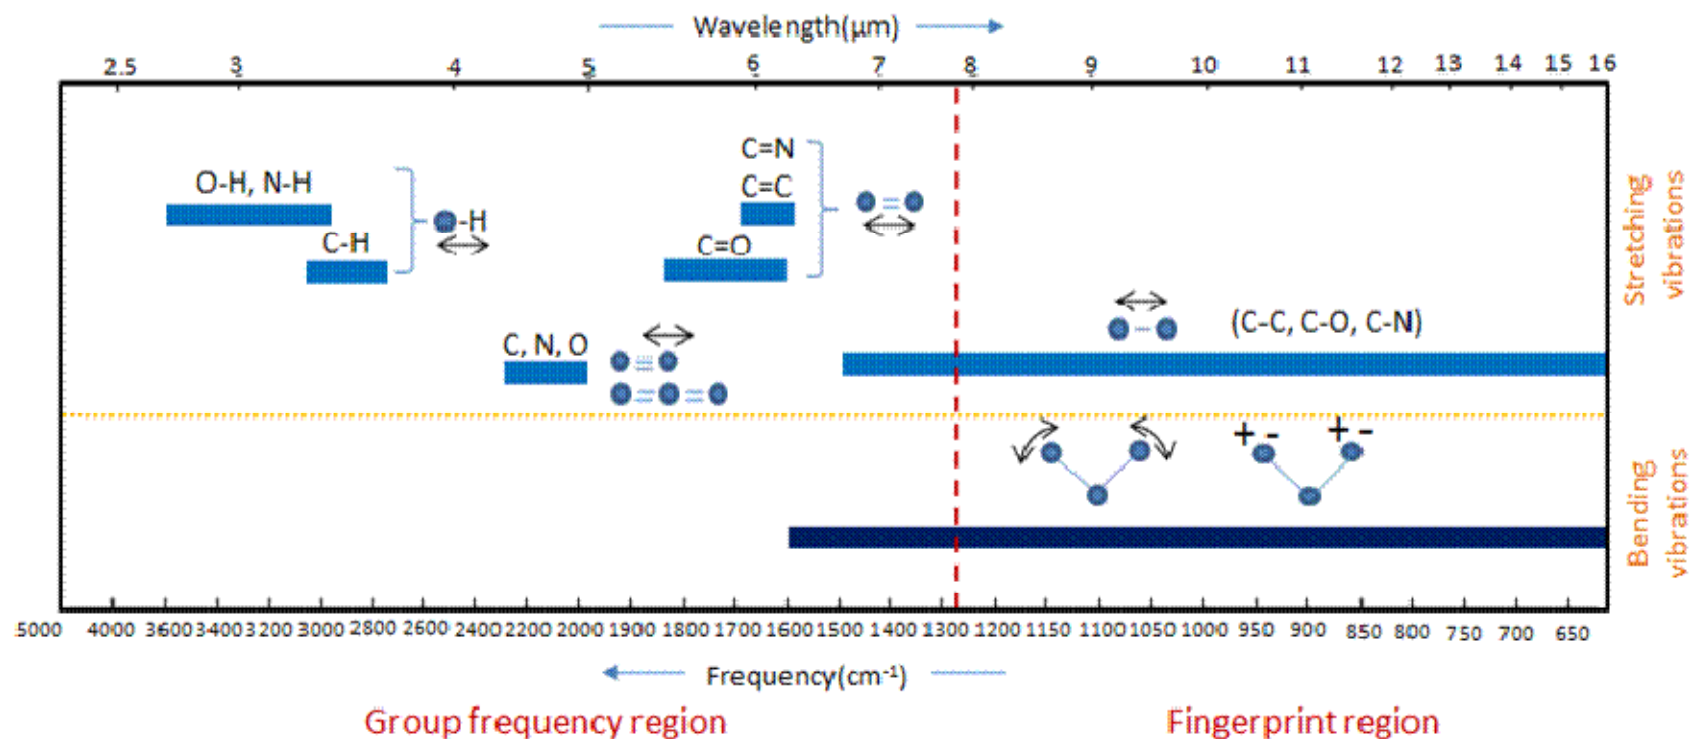 Wavelength(µm)
2.5 3 4 5 6 7 8 9 10 11 12 13 14 15 16
C=N
O-H, N-H
C=C
-H
C-H
C=O
(C-C, C-O, C-N)
C, N, O
Stretching
vibrations
+ - + -
Bending
vibrations
5000 4000 3600 3400 3200 3000 2800 2600 2400 2200 2000 1900 1800 1700 1600 1500 1400 1300 1200 1150 1100 1050 1000 950 900 850 800 750 700 650
Frequency(cm⁻¹)
Group frequency region
Fingerprint region